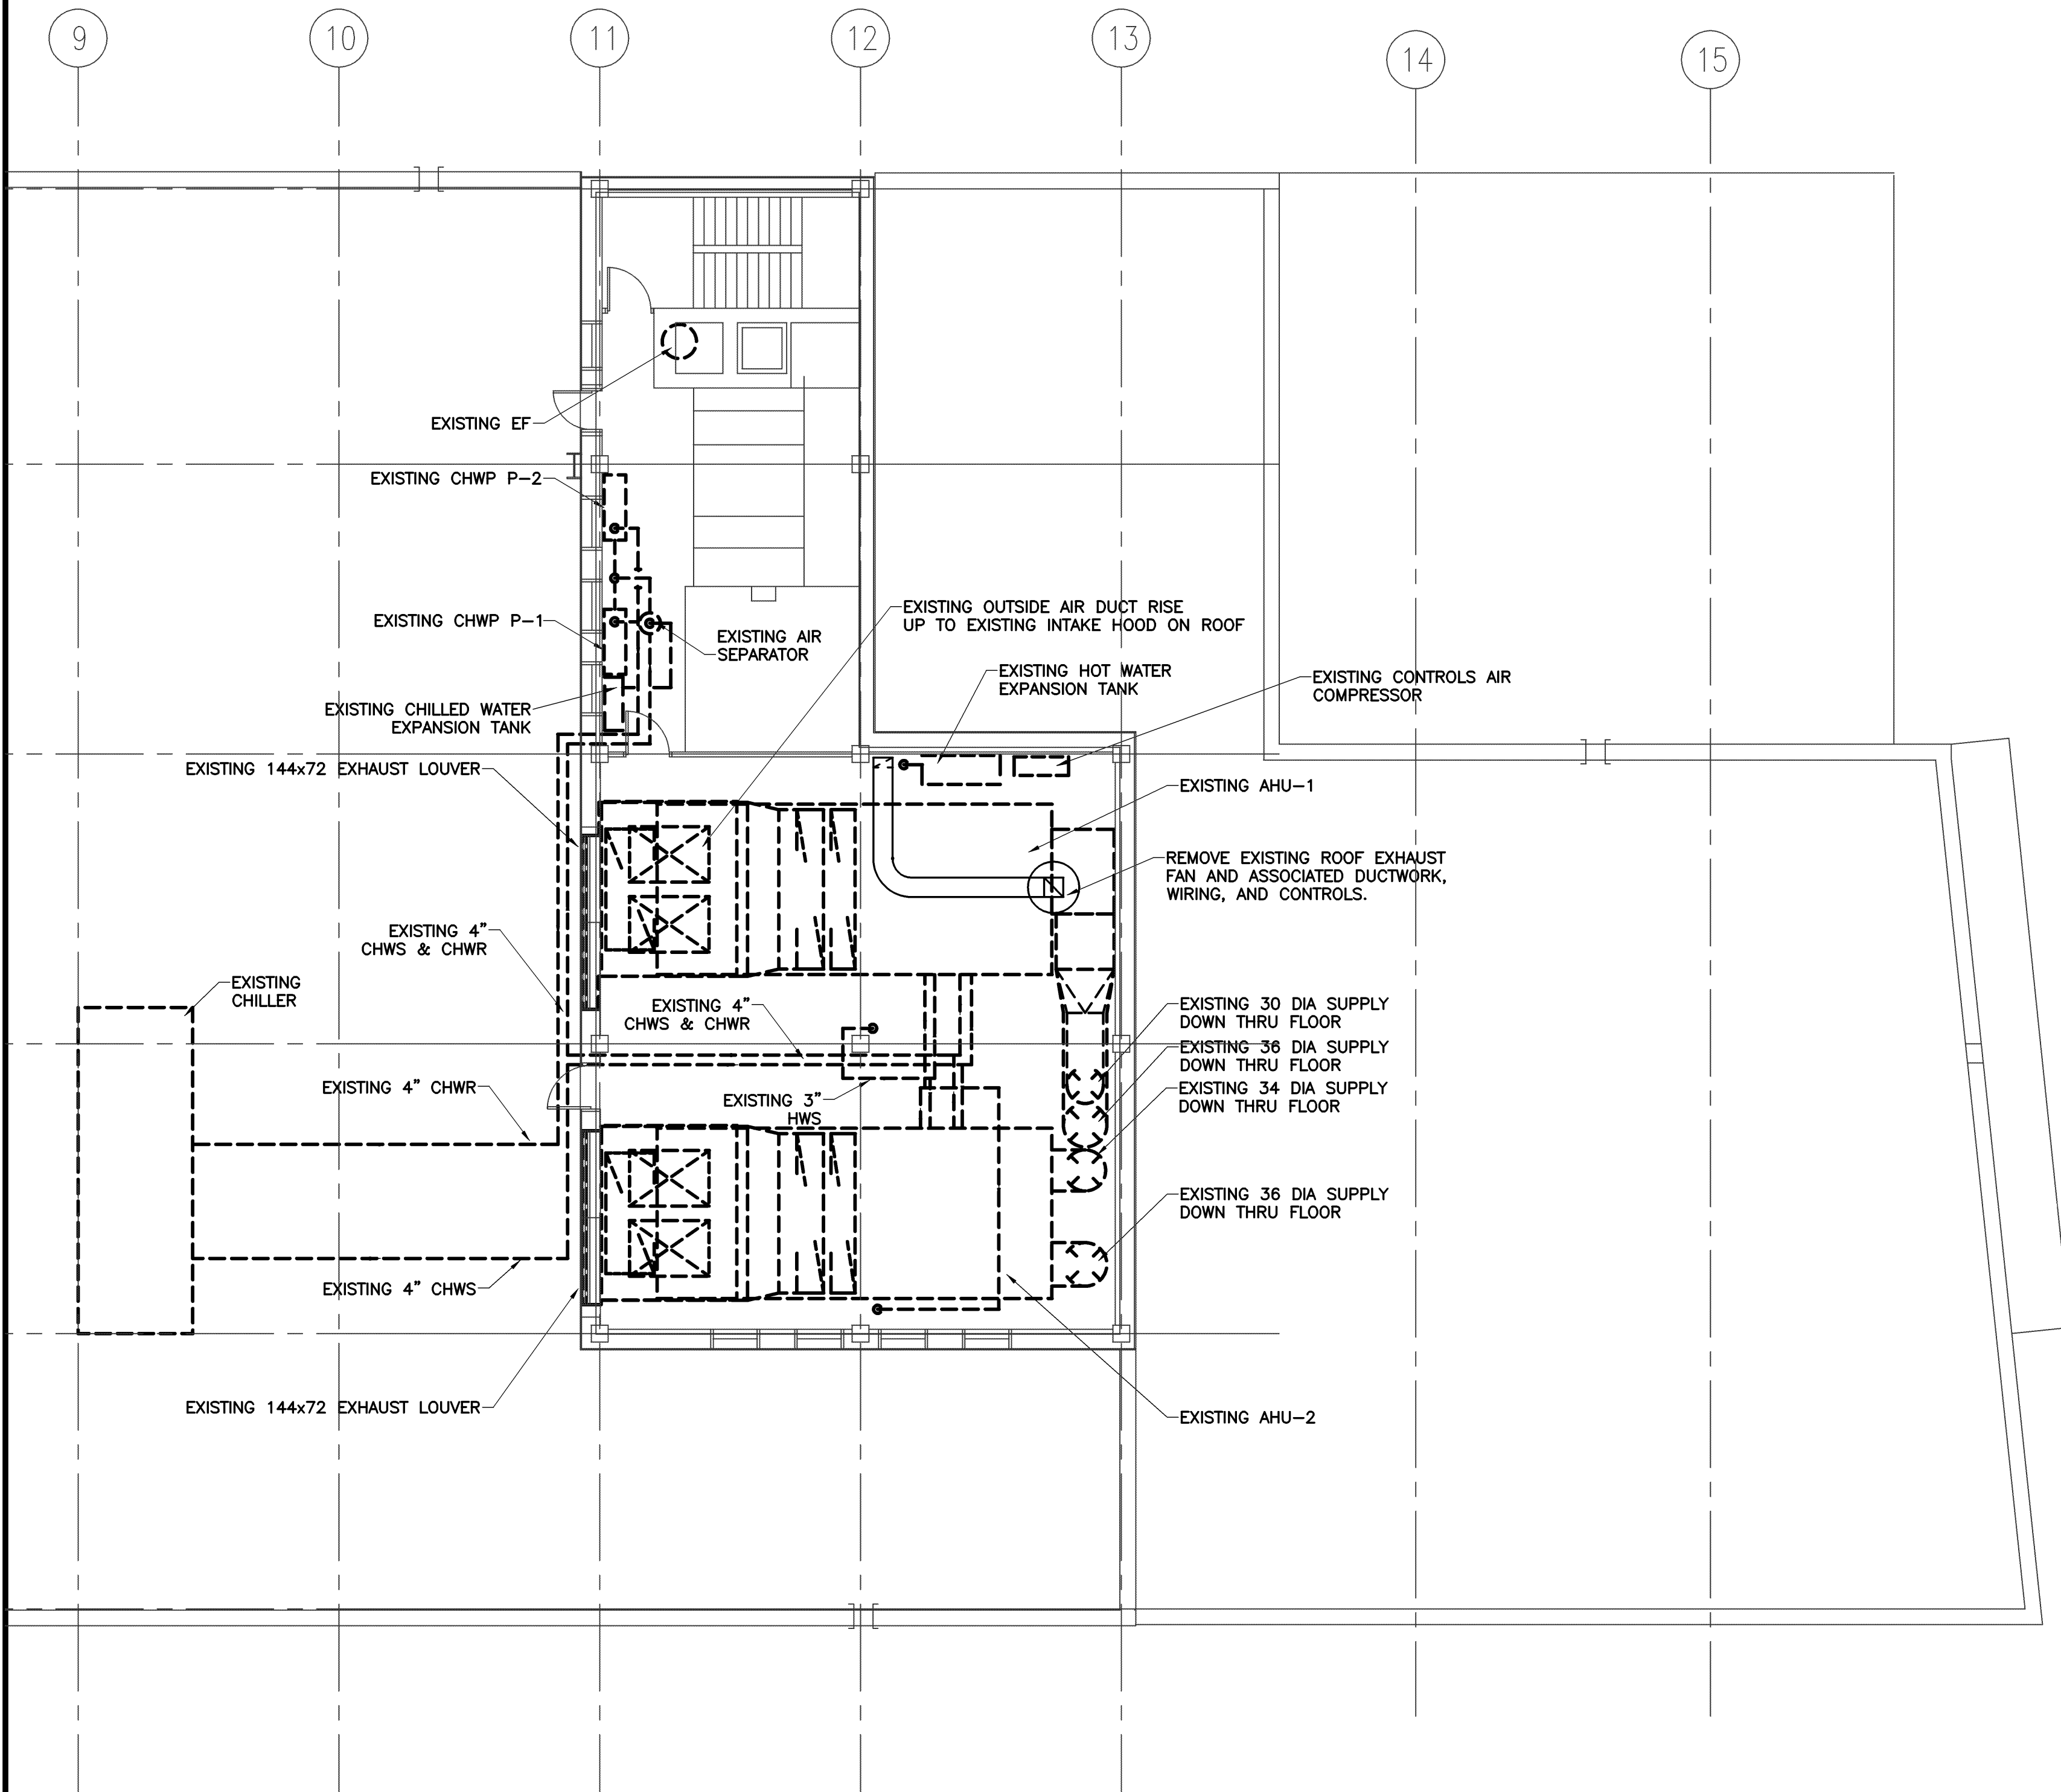 9
10
11
12
13
14
15
EXISTING EF
EXISTING CHWP P-2
EXISTING CHWP P-1
EXISTING AIR
SEPARATOR
EXISTING OUTSIDE AIR DUCT RISE
UP TO EXISTING INTAKE HOOD ON ROOF
EXISTING HOT WATER
EXPANSION TANK
EXISTING CONTROLS AIR
COMPRESSOR
EXISTING CHILLED WATER
EXPANSION TANK
EXISTING 144x72 EXHAUST LOUVER
EXISTING AHU-1
REMOVE EXISTING ROOF EXHAUST
FAN AND ASSOCIATED DUCTWORK,
WIRING, AND CONTROLS.
EXISTING 4"
CHWS & CHWR
EXISTING
CHILLER
EXISTING 4"
CHWS & CHWR
EXISTING 30 DIA SUPPLY
DOWN THRU FLOOR
EXISTING 36 DIA SUPPLY
DOWN THRU FLOOR
EXISTING 34 DIA SUPPLY
DOWN THRU FLOOR
EXISTING 4" CHWR
EXISTING 3"
HWS
EXISTING 36 DIA SUPPLY
DOWN THRU FLOOR
EXISTING 4" CHWS
EXISTING 144x72 EXHAUST LOUVER
EXISTING AHU-2